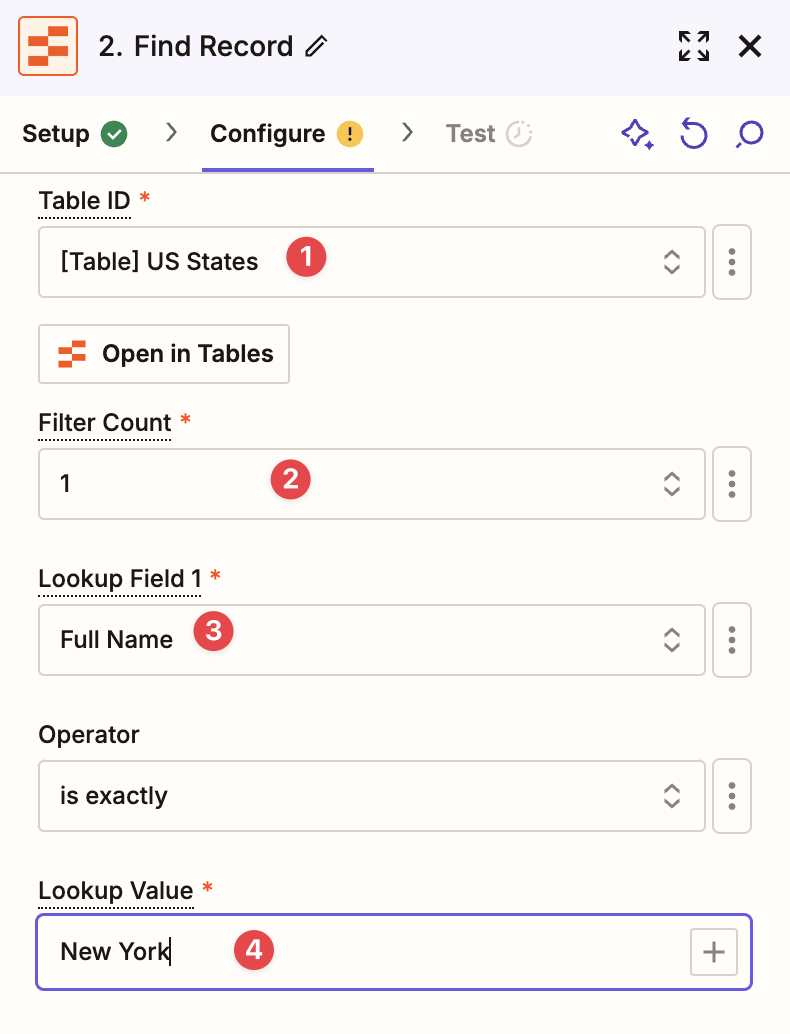 2. Find Record
Setup
Configure
!
Test
Table ID *
[Table] US States
1
Open in Tables
Filter Count *
1
2
Lookup Field 1 *
Full Name
3
Operator
is exactly
Lookup Value *
New York
4